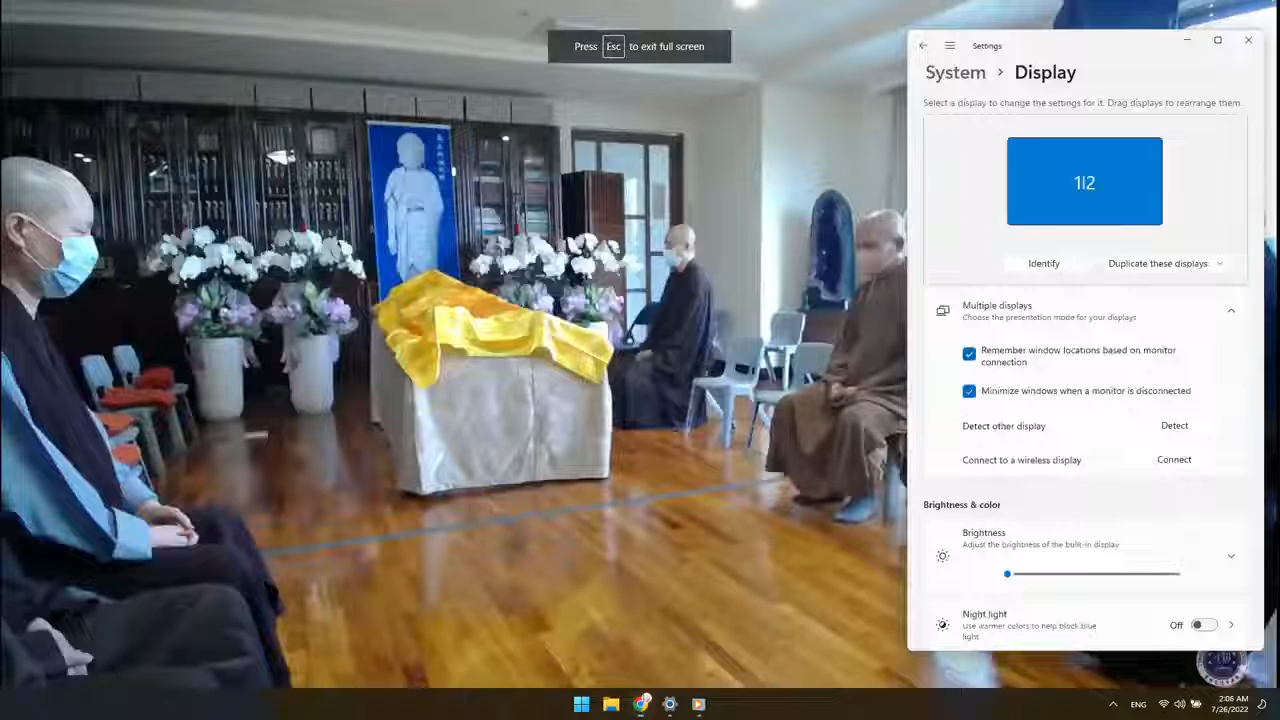 Press Esc to exit full screen
Settings
System > Display
Select a display to change the settings for it. Drag displays to rearrange them.
1|2
Identify
Duplicate these displays
Multiple displays
Choose the presentation mode for your displays
Remember window locations based on monitor
connection
Minimize windows when a monitor is disconnected
Detect other display
Detect
Connect to a wireless display
Connect
Brightness & color
Brightness
Adjust the brightness of the built-in display
Night light
Use warmer colors to help block blue
light
Off
ENG
2:06 AM
7/26/2022